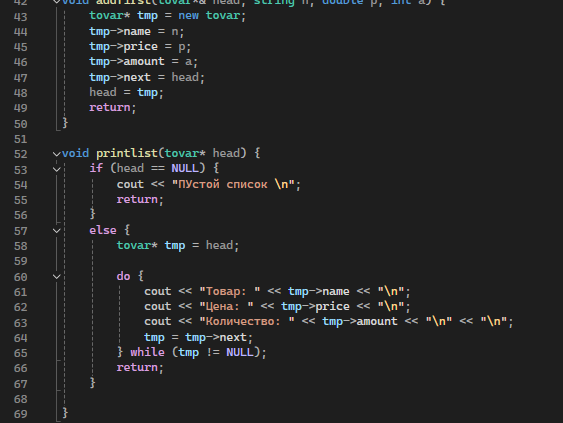 42 void addfirst(tovar*& head, string n, double p, int a) {
43 tovar* tmp = new tovar;
44 tmp->name = n;
45 tmp->price = p;
46 tmp->amount = a;
47 tmp->next = head;
48 head = tmp;
49 return;
50 }
51
52 void printlist(tovar* head) {
53 if (head == NULL) {
54 cout << "ПУстой список \n";
55 return;
56 }
57 else {
58 tovar* tmp = head;
59
60 do {
61 cout << "Товар: " << tmp->name << "\n";
62 cout << "Цена: " << tmp->price << "\n";
63 cout << "Количество: " << tmp->amount << "\n" << "\n";
64 tmp = tmp->next;
65 } while (tmp != NULL);
66 return;
67 }
68
69 }